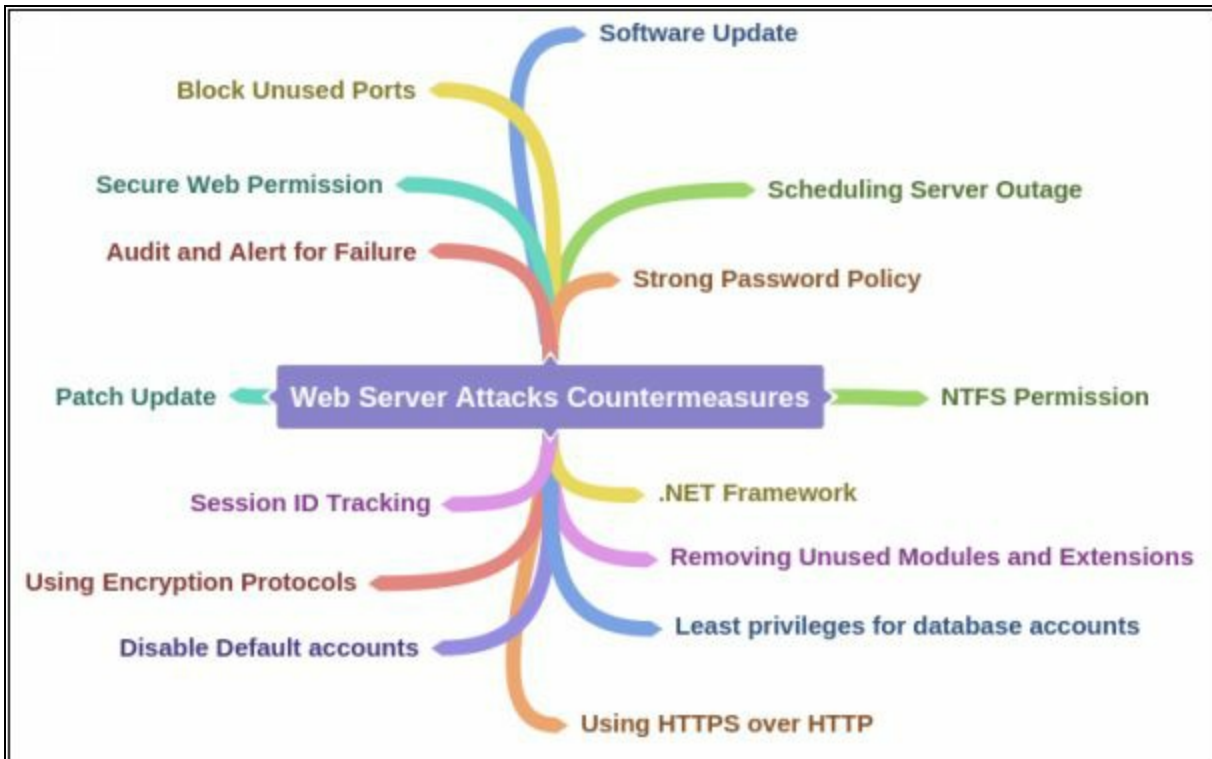 Software Update
Block Unused Ports
Secure Web Permission
Scheduling Server Outage
Audit and Alert for Failure
Strong Password Policy
Patch Update
Web Server Attacks Countermeasures
NTFS Permission
Session ID Tracking
.NET Framework
Removing Unused Modules and Extensions
Using Encryption Protocols
Least privileges for database accounts
Disable Default accounts
Using HTTPS over HTTP